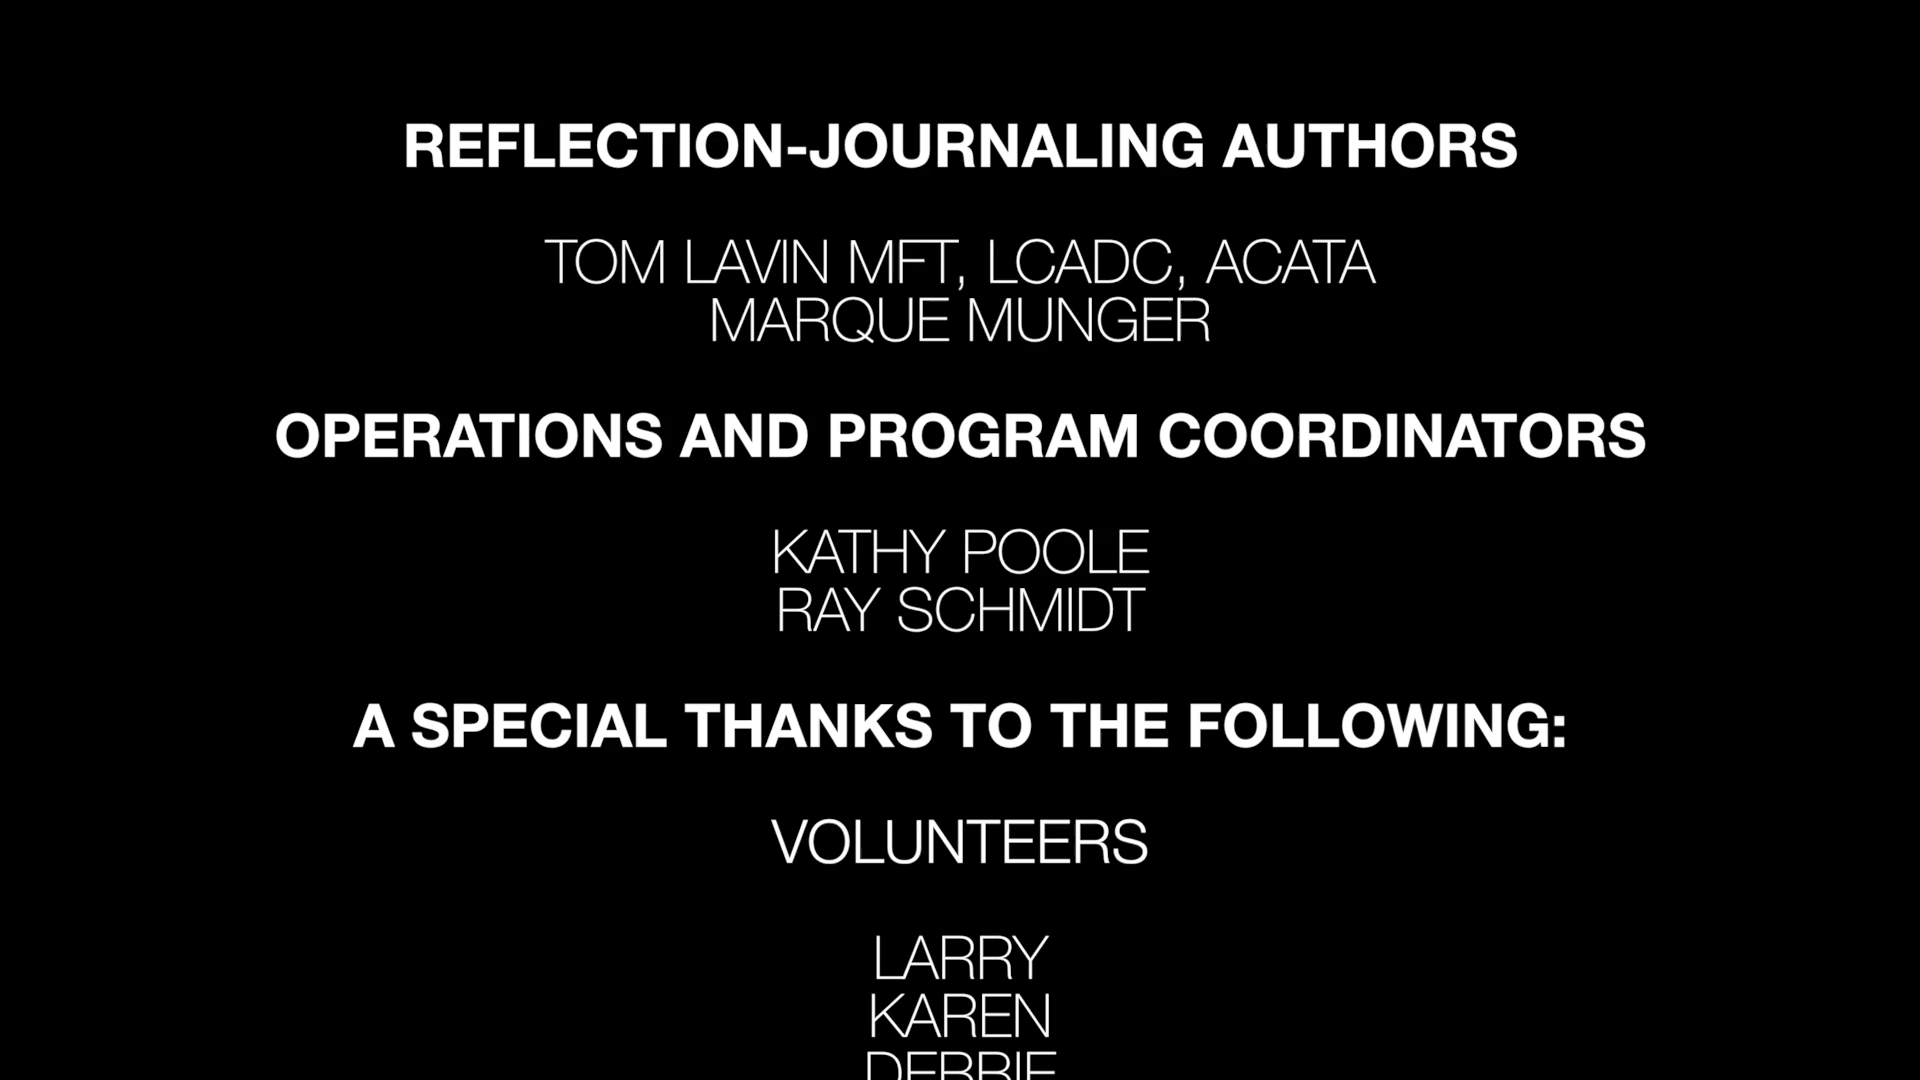 REFLECTION-JOURNALING AUTHORS
TOM LAVIN MFT, LCADC, ACATA
MARQUE MUNGER
OPERATIONS AND PROGRAM COORDINATORS
KATHY POOLE
RAY SCHMIDT
A SPECIAL THANKS TO THE FOLLOWING:
VOLUNTEERS
LARRY
KAREN
DEBBIE